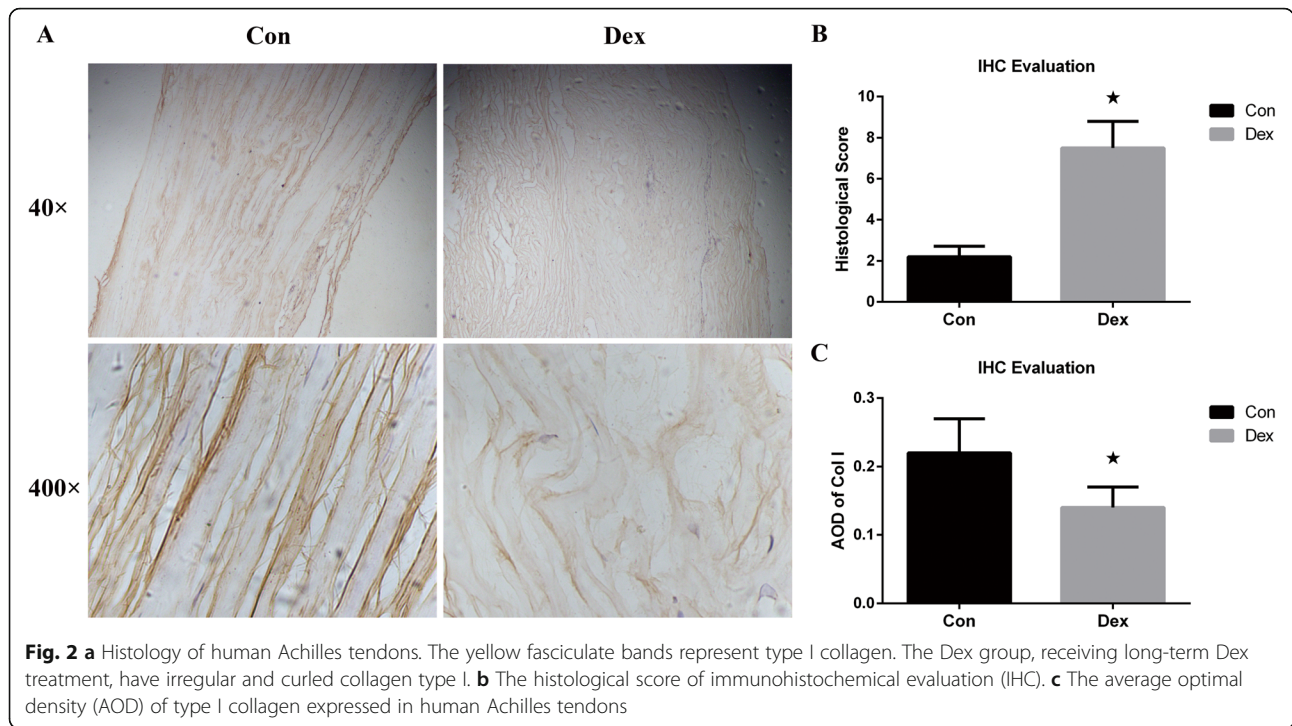 A
Con
Dex
40×
400×
B
IHC Evaluation
Histological Score
10
8
6
4
2
0
★
Con
Dex
Con
Dex
C
IHC Evaluation
AOD of Col I
0.3
0.2
0.1
0.0
★
Con
Dex
Con
Dex
Fig. 2 a Histology of human Achilles tendons. The yellow fasciculate bands represent type I collagen. The Dex group, receiving long-term Dex
treatment, have irregular and curled collagen type I. b The histological score of immunohistochemical evaluation (IHC). c The average optimal
density (AOD) of type I collagen expressed in human Achilles tendons